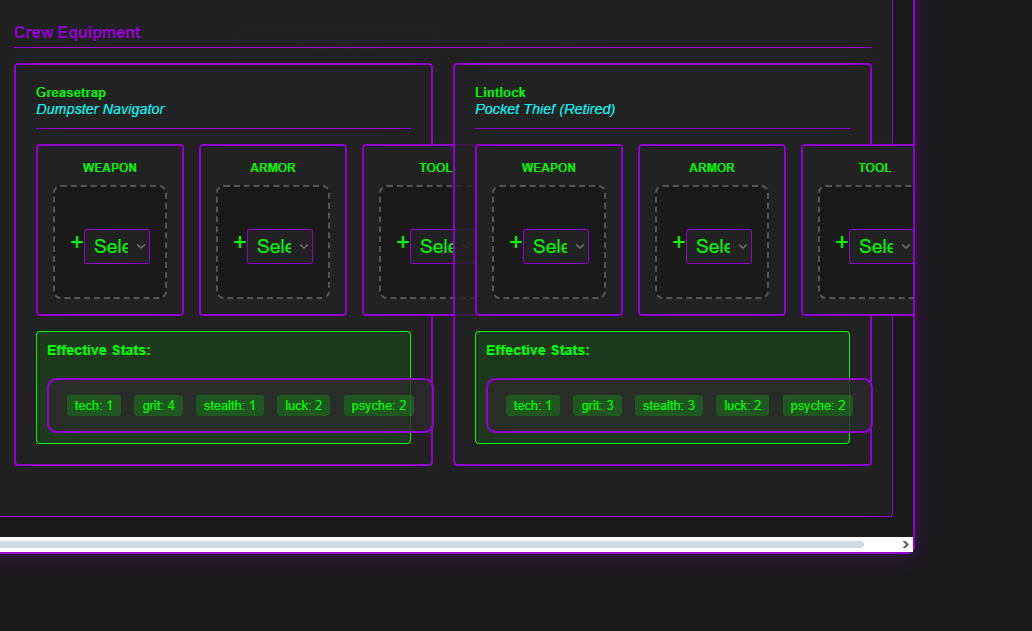 Crew Equipment
Greasetrap
Dumpster Navigator
WEAPON
ARMOR
TOOL
+ Sele
+ Sele
+ Sele
Effective Stats:
tech: 1 grit: 4 stealth: 1 luck: 2 psyche: 2
Lintlock
Pocket Thief (Retired)
WEAPON
ARMOR
TOOL
+ Sele
+ Sele
+ Sele
Effective Stats:
tech: 1 grit: 3 stealth: 3 luck: 2 psyche: 2